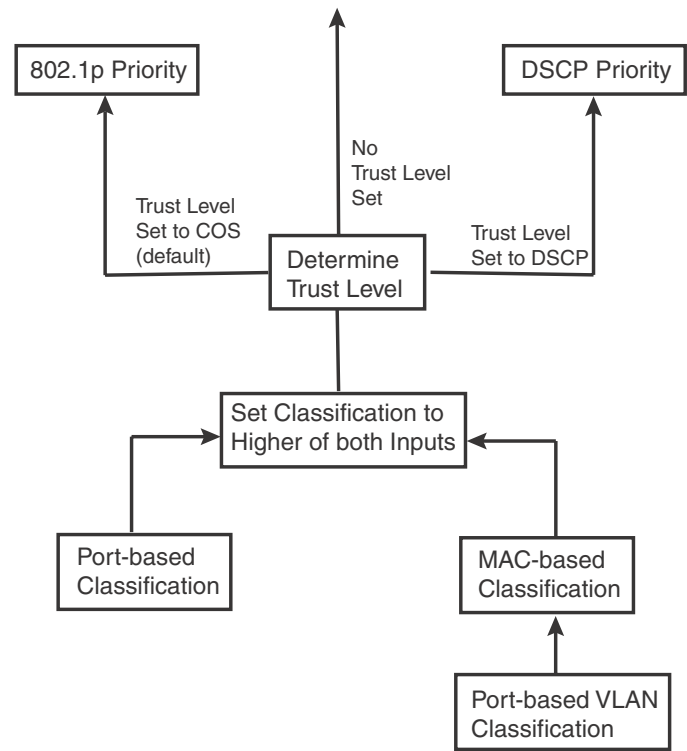 802.1p Priority
DSCP Priority
No
Trust Level
Set
Trust Level
Set to COS
(default)
Trust Level
Set to DSCP
Determine
Trust Level
Set Classification to
Higher of both Inputs
Port-based
Classification
MAC-based
Classification
Port-based VLAN
Classification